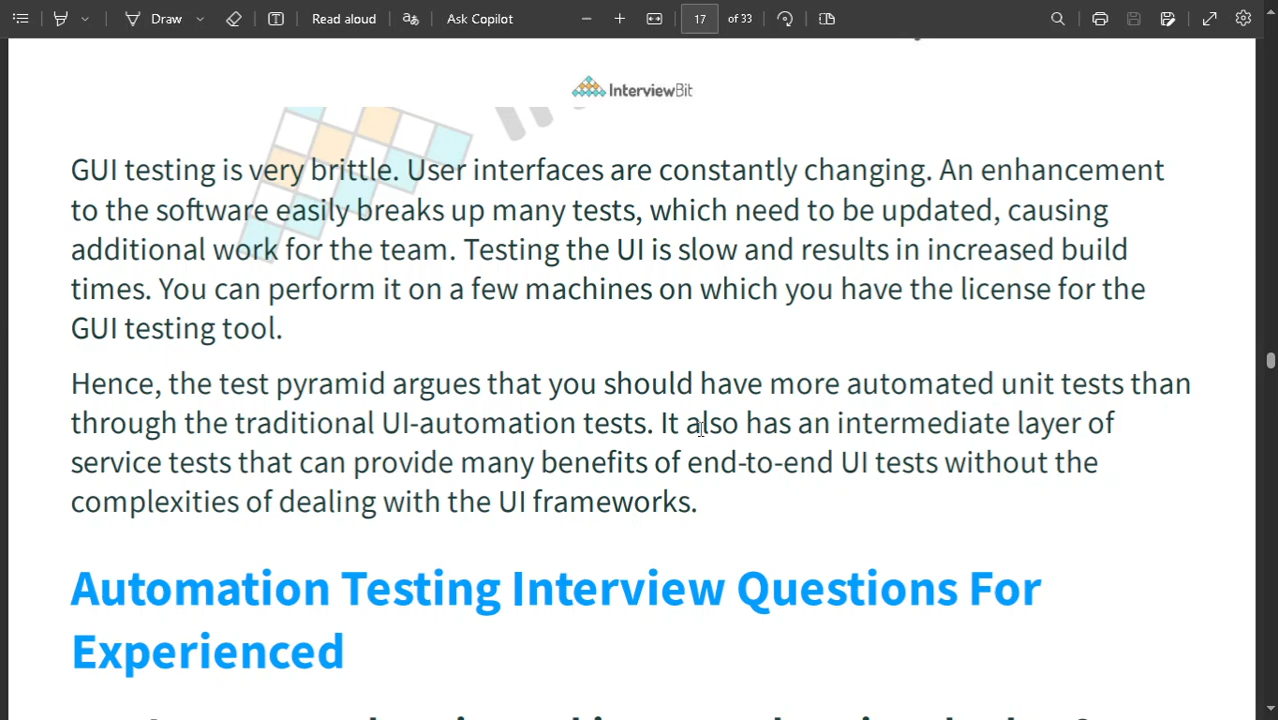 Draw
Read aloud
Ask Copilot
17 of 33
InterviewBit
GUI testing is very brittle. User interfaces are constantly changing. An enhancement
to the software easily breaks up many tests, which need to be updated, causing
additional work for the team. Testing the UI is slow and results in increased build
times. You can perform it on a few machines on which you have the license for the
GUI testing tool.
Hence, the test pyramid argues that you should have more automated unit tests than
through the traditional UI-automation tests. It also has an intermediate layer of
service tests that can provide many benefits of end-to-end UI tests without the
complexities of dealing with the UI frameworks.
Automation Testing Interview Questions For
Experienced